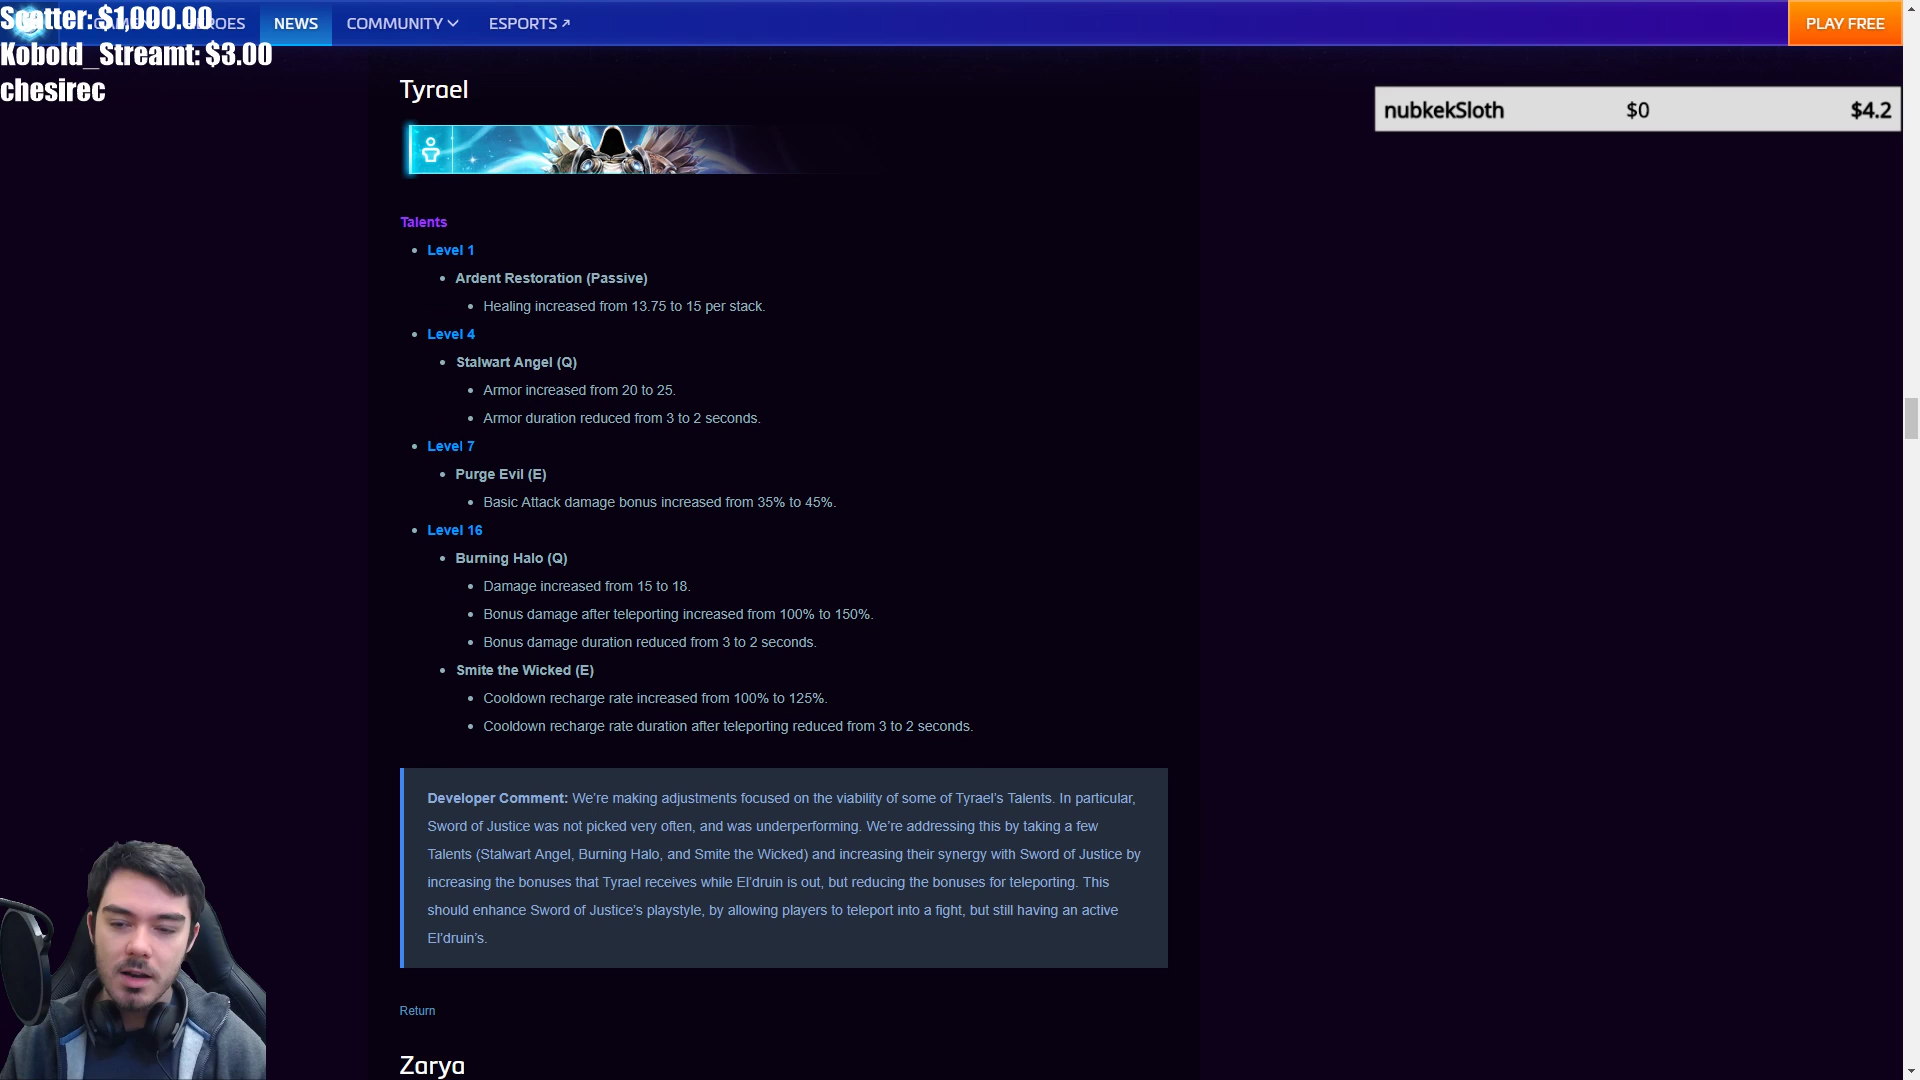 Scatter: $1,000.00
Kobold_Streamt: $3.00
chesirec
NEWS
COMMUNITY
ESPORTS
PLAY FREE
nubkekSloth $0 $4.2
Tyrael
Talents
Level 1
Ardent Restoration (Passive)
Healing increased from 13.75 to 15 per stack.
Level 4
Stalwart Angel (Q)
Armor increased from 20 to 25.
Armor duration reduced from 3 to 2 seconds.
Level 7
Purge Evil (E)
Basic Attack damage bonus increased from 35% to 45%.
Level 16
Burning Halo (Q)
Damage increased from 15 to 18.
Bonus damage after teleporting increased from 100% to 150%.
Bonus damage duration reduced from 3 to 2 seconds.
Smite the Wicked (E)
Cooldown recharge rate increased from 100% to 125%.
Cooldown recharge rate duration after teleporting reduced from 3 to 2 seconds.
Developer Comment: We’re making adjustments focused on the viability of some of Tyrael’s Talents. In particular,
Sword of Justice was not picked very often, and was underperforming. We’re addressing this by taking a few
Talents (Stalwart Angel, Burning Halo, and Smite the Wicked) and increasing their synergy with Sword of Justice by
increasing the bonuses that Tyrael receives while El’druin is out, but reducing the bonuses for teleporting. This
should enhance Sword of Justice’s playstyle, by allowing players to teleport into a fight, but still having an active
El’druin’s.
Return
Zarya